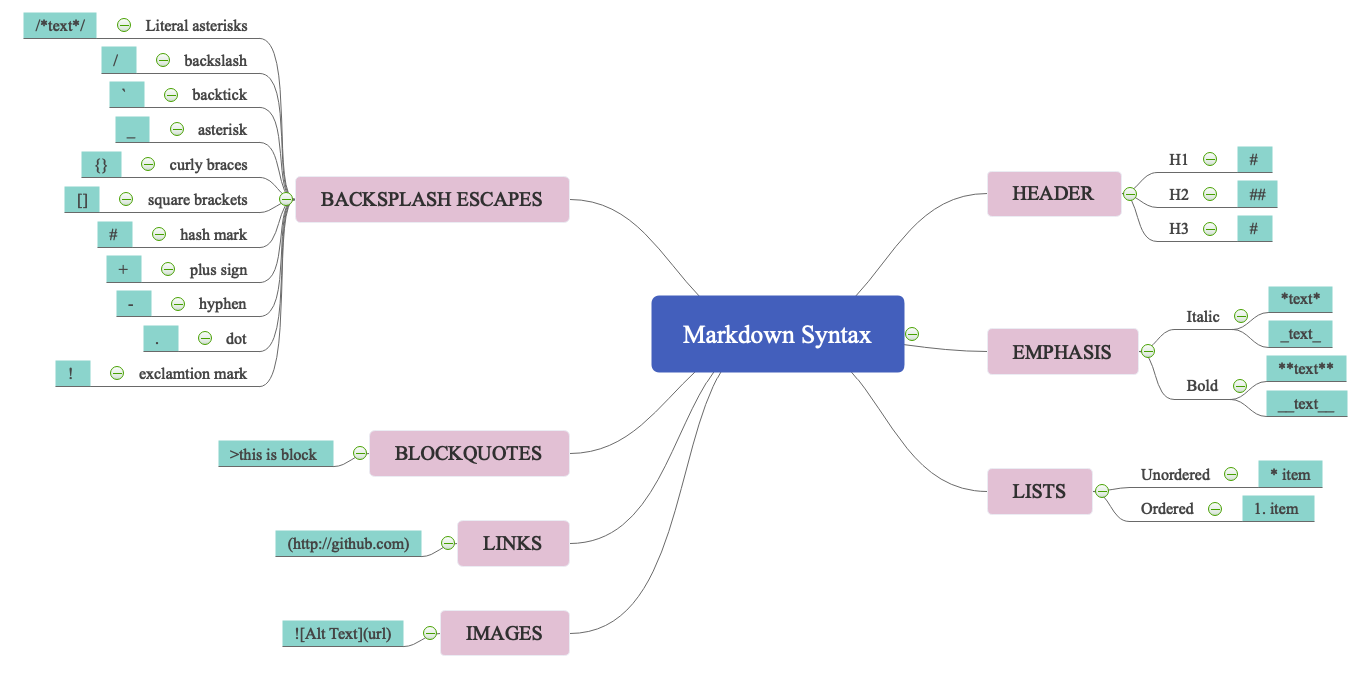 Markdown Syntax
BACKSPLASH ESCAPES
/*text*/ Literal asterisks
/ backslash
` backtick
_ asterisk
{} curly braces
[] square brackets
# hash mark
+ plus sign
- hyphen
. dot
! exclamtion mark
BLOCKQUOTES
>this is block
LINKS
(http://github.com)
IMAGES
![Alt Text](url)
HEADER
H1 #
H2 ##
H3 #
EMPHASIS
Italic
*text*
_text_
Bold
**text**
__text__
LISTS
Unordered * item
Ordered 1. item